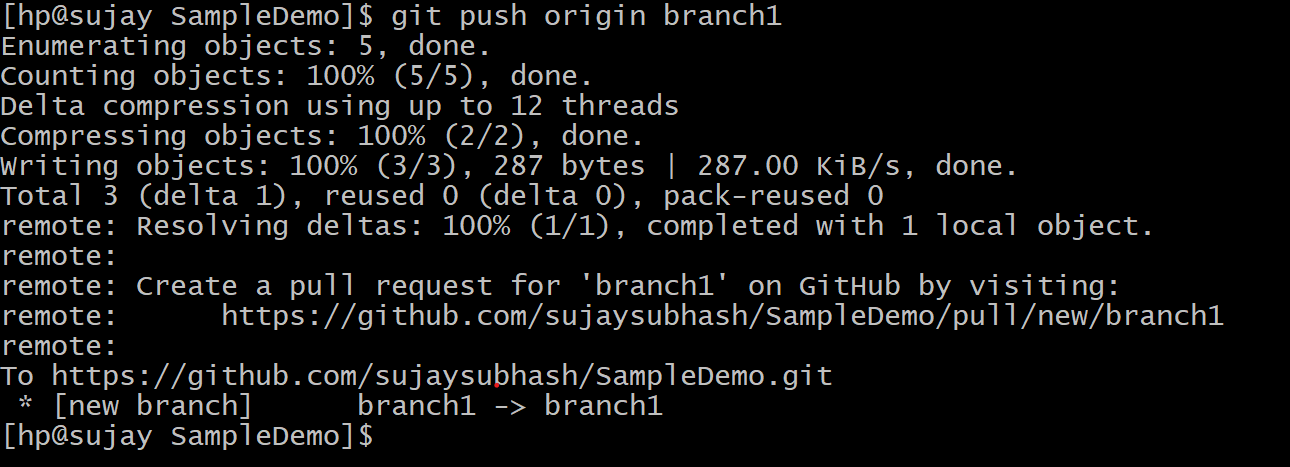 [hp@sujay SampleDemo]$ git push origin branch1
Enumerating objects: 5, done.
Counting objects: 100% (5/5), done.
Delta compression using up to 12 threads
Compressing objects: 100% (2/2), done.
Writing objects: 100% (3/3), 287 bytes | 287.00 KiB/s, done.
Total 3 (delta 1), reused 0 (delta 0), pack-reused 0
remote: Resolving deltas: 100% (1/1), completed with 1 local object.
remote:
remote: Create a pull request for 'branch1' on GitHub by visiting:
remote:      https://github.com/sujaysubhash/SampleDemo/pull/new/branch1
remote:
To https://github.com/sujaysubhash/SampleDemo.git
 * [new branch]      branch1 -> branch1
[hp@sujay SampleDemo]$